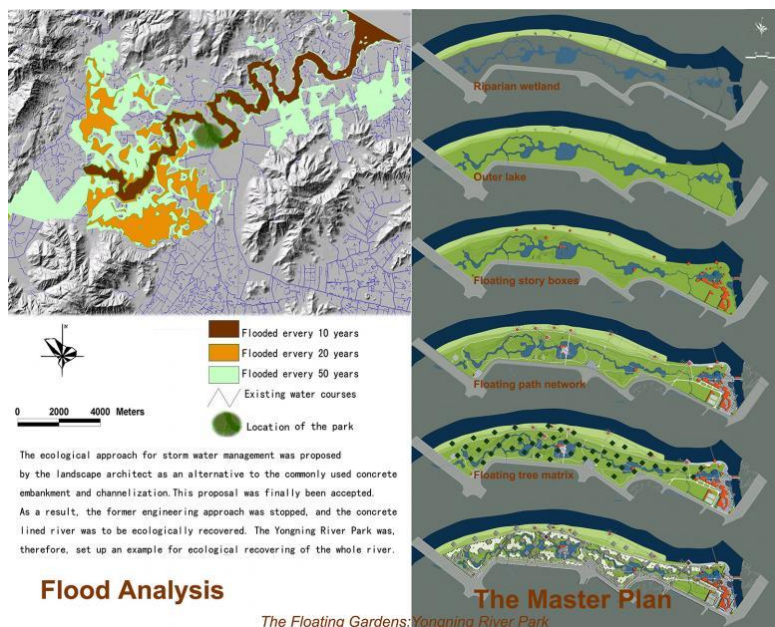 Flooded ervery 10 years
Flooded ervery 20 years
Flooded ervery 50 years
Existing water courses
Location of the park
N
0 2000 4000 Meters
The ecological approach for storm water management was proposed
by the landscape architect as an alternative to the commonly used concrete
embankment and channelization. This proposal was finally been accepted.
As a result, the former engineering approach was stopped, and the concrete
lined river was to be ecologically recovered. The Yongning River Park was,
therefore, set up an example for ecological recovering of the whole river.
Flood Analysis
Riparian wetland
Outer lake
Floating story boxes
Floating path network
Floating tree matrix
The Master Plan
The Floating Gardens:Yongning River Park